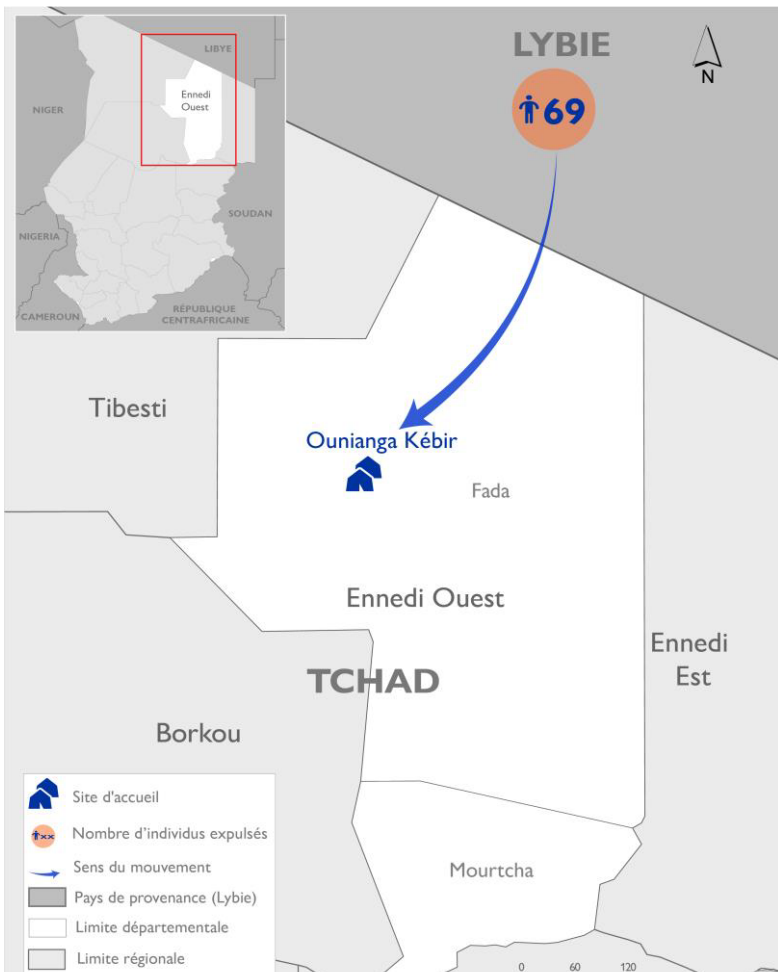 LIBYE
Ennedi
Ouest
NIGER
SOUDAN
NIGERIA
RÉPUBLIQUE
CENTRAFRICAINE
CAMEROUN
LYBIE
N
69
Tibesti
Ounianga Kébir
Fada
Ennedi Ouest
Ennedi
Est
TCHAD
Borkou
Mourtcha
Site d'accueil
xx
Nombre d'individus expulsés
Sens du mouvement
Pays de provenance (Lybie)
Limite départementale
Limite régionale
0 60 120